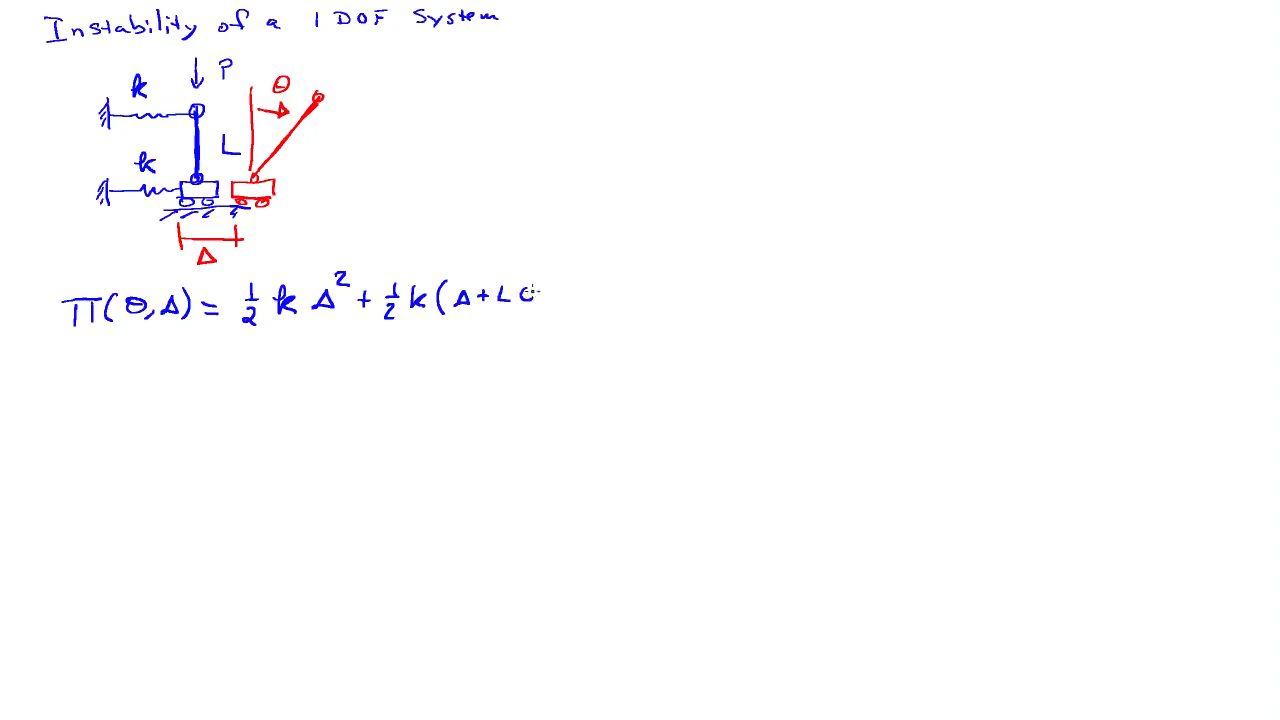 Instability of a 1 DOF System
P
k
θ
L
k
Δ
Π(θ,Δ) = 1/2 k Δ² + 1/2 k(Δ+L